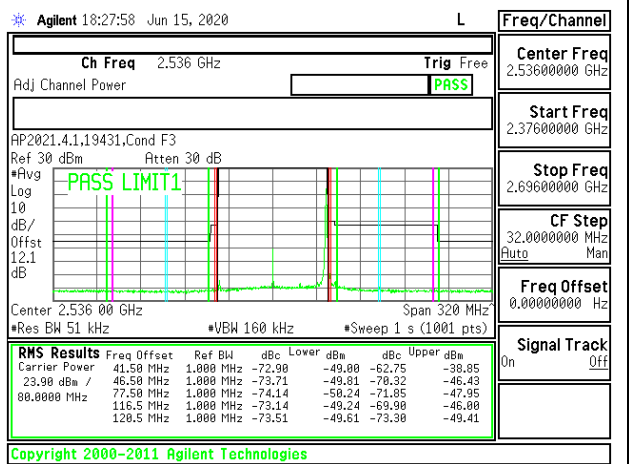 Agilent 18:27:58 Jun 15, 2020 L
Freq/Channel
Ch Freq 2.536 GHz Trig Free
Adj Channel Power PASS
AP2021.4.1,19431,Cond F3
Ref 30 dBm Atten 30 dB
#Avg
Log
10
dB/
Offst
12.1
dB
PASS LIMIT1
Center 2.536 00 GHz Span 320 MHz
#Res BW 51 kHz #VBW 160 kHz #Sweep 1 s (1001 pts)
RMS Results Freq Offset Ref BW dBc Lower dBm dBc Upper dBm
Carrier Power 41.50 MHz 1.000 MHz -72.90 -49.00 -62.75 -38.85
23.90 dBm / 46.50 MHz 1.000 MHz -73.71 -49.81 -70.32 -46.43
80.0000 MHz 77.50 MHz 1.000 MHz -74.14 -50.24 -71.85 -47.95
116.5 MHz 1.000 MHz -73.14 -49.24 -69.90 -46.00
120.5 MHz 1.000 MHz -73.51 -49.61 -73.30 -49.41
Copyright 2000-2011 Agilent Technologies
Center Freq
2.53600000 GHz
Start Freq
2.37600000 GHz
Stop Freq
2.69600000 GHz
CF Step
32.0000000 MHz
Auto Man
Freq Offset
0.00000000 Hz
Signal Track
On Off